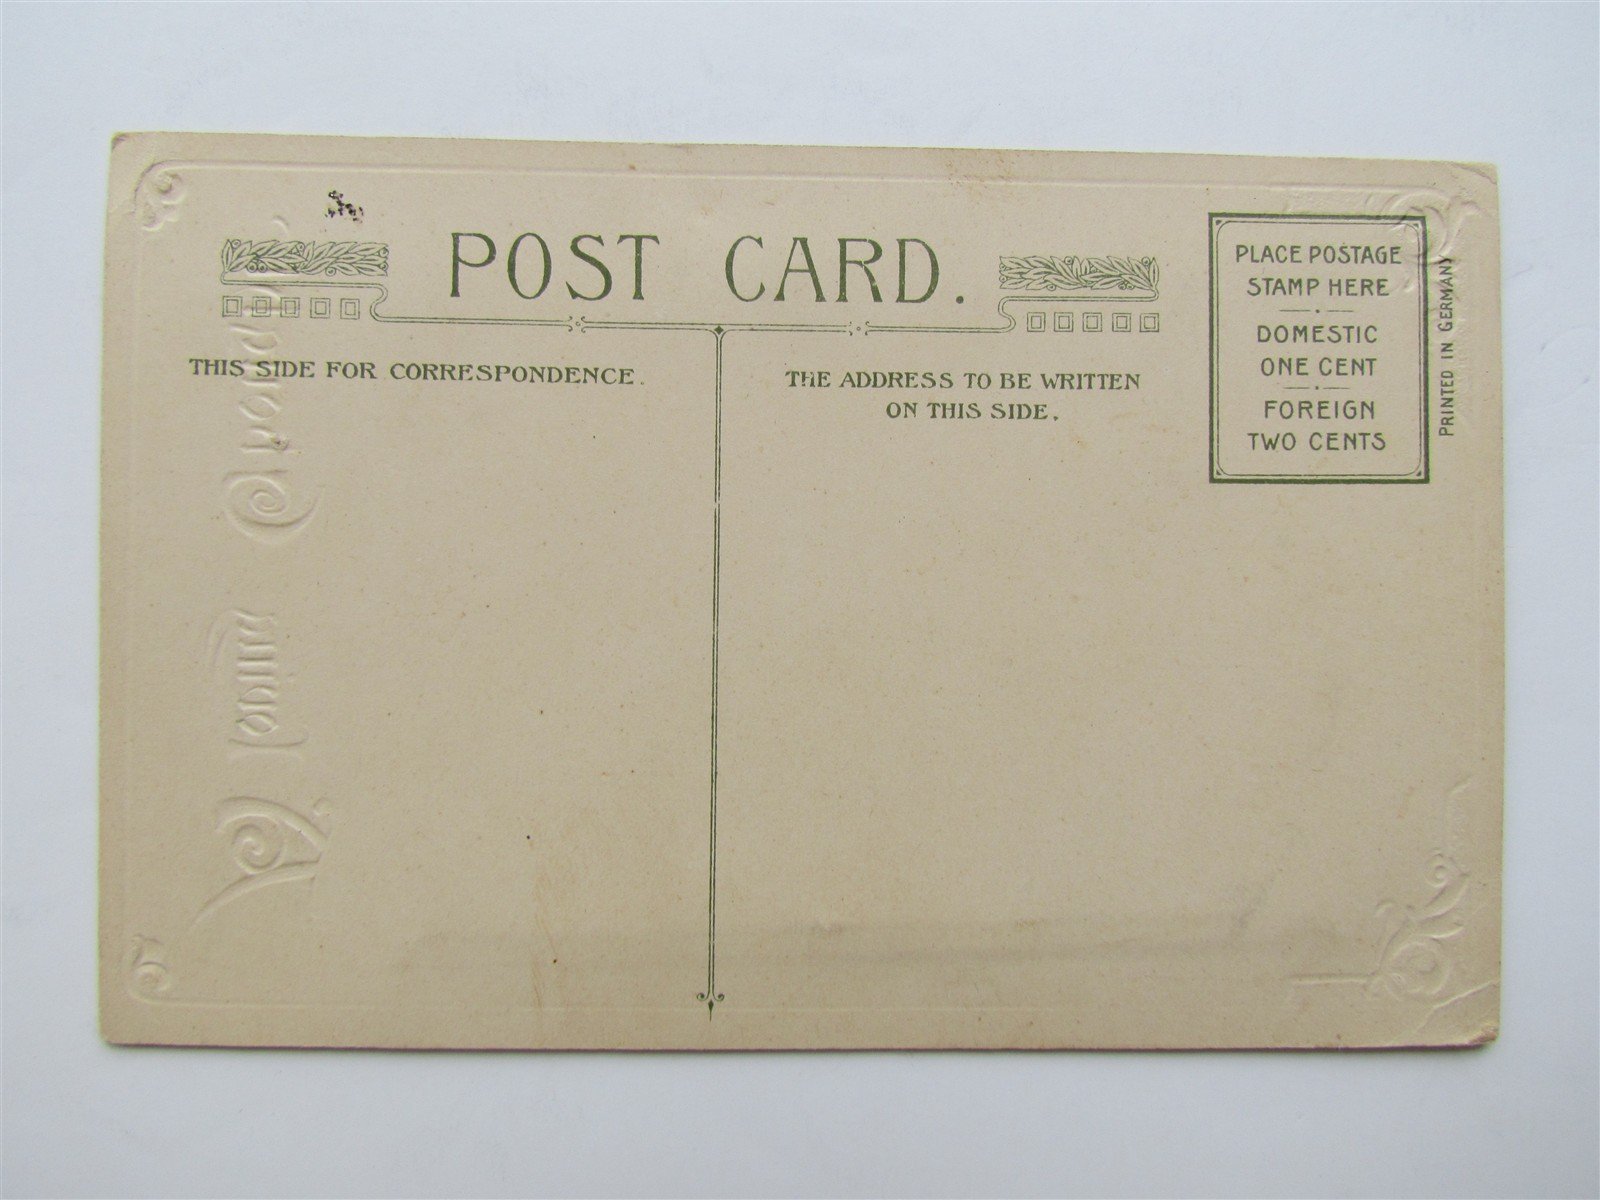 POST CARD.
THIS SIDE FOR CORRESPONDENCE.
THE ADDRESS TO BE WRITTEN
ON THIS SIDE.
PLACE POSTAGE
STAMP HERE
DOMESTIC
ONE CENT
FOREIGN
TWO CENTS
PRINTED IN GERMANY